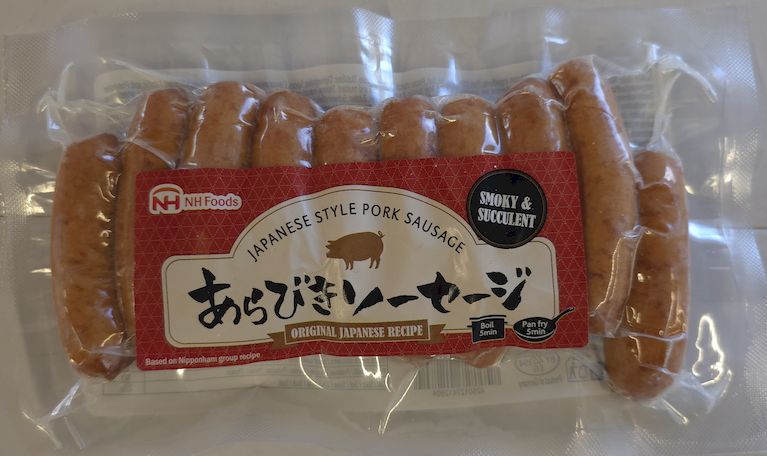 NH Foods
JAPANESE STYLE PORK SAUSAGE
SMOKY &
SUCCULENT
あらびきソーセージ
ORIGINAL JAPANESE RECIPE
Boil
5min
Pan fry
5min
Based on Nipponham group recipe